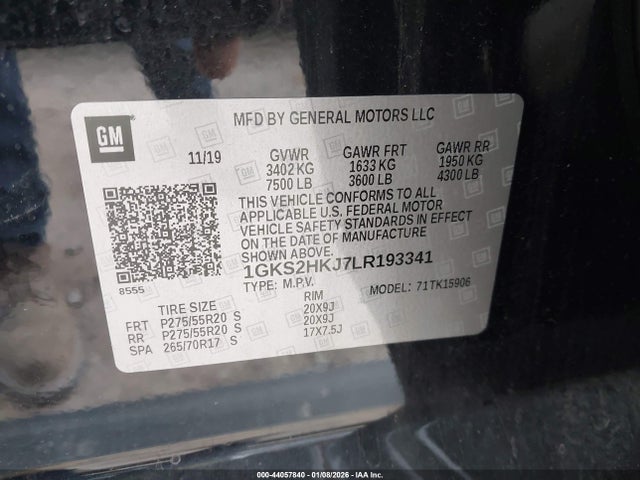 GM
MFD BY GENERAL MOTORS LLC
11/19
GVWR GAWR FRT GAWR RR
3402 KG 1633 KG 1950 KG
7500 LB 3600 LB 4300 LB
THIS VEHICLE CONFORMS TO ALL
APPLICABLE U.S. FEDERAL MOTOR
VEHICLE SAFETY STANDARDS IN EFFECT
ON THE DATE OF MANUFACTURE
SHOWN ABOVE.
1GKS2HKJ7LR193341
TYPE: M.P.V. MODEL: 71TK15906
8555
TIRE SIZE RIM
FRT P275/55R20 S 20X9J
RR P275/55R20 S 20X9J
SPA 265/70R17 S 17X7.5J
000-44057840 - 01/08/2026 - IAA Inc.